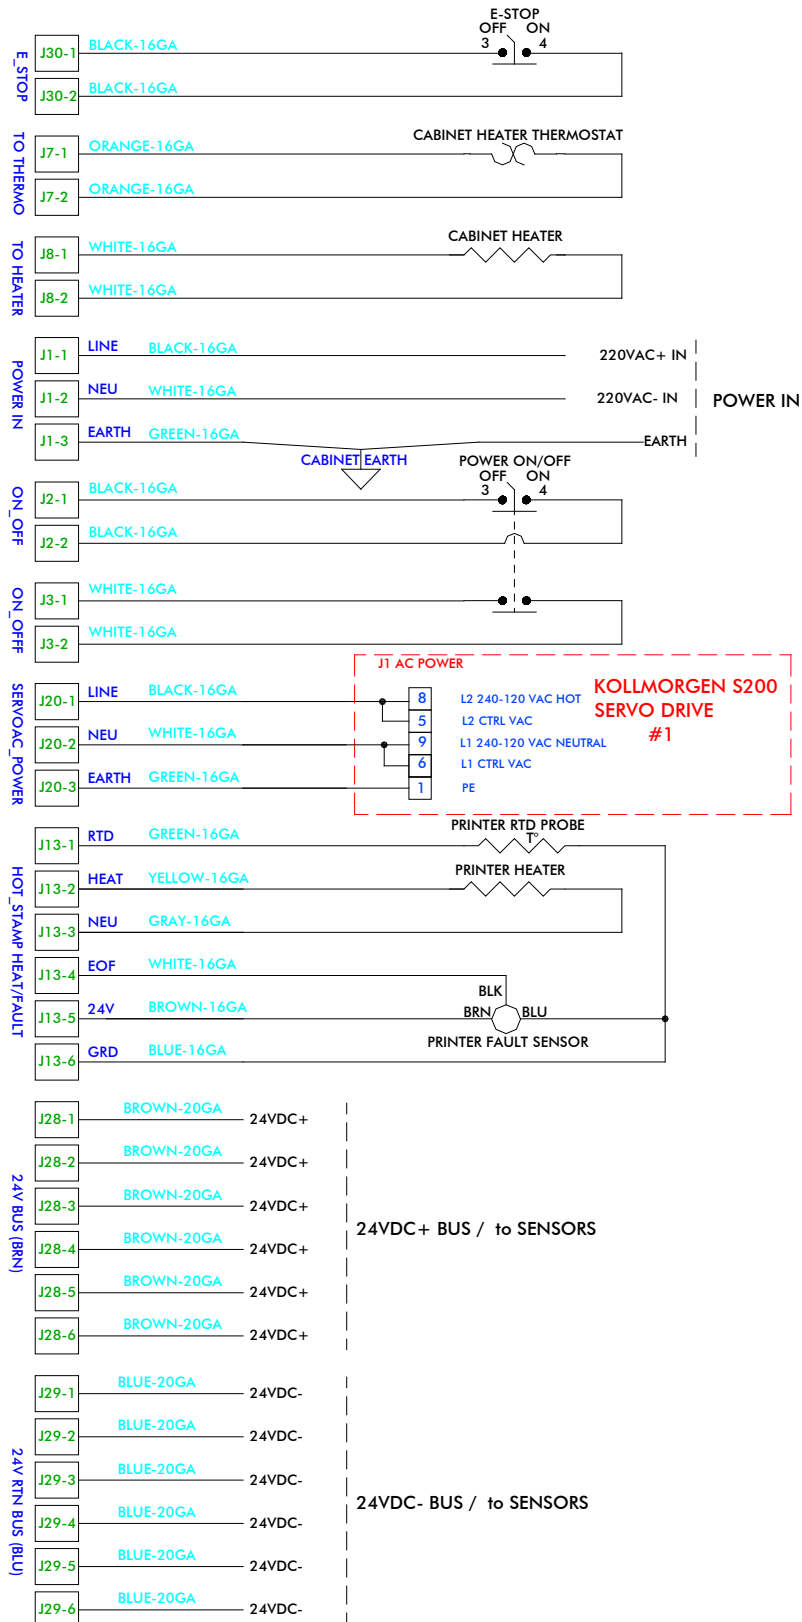 E-STOP
OFF ON
3 4
E_STOP
J30-1 BLACK-16GA
J30-2 BLACK-16GA
TO THERMO
CABINET HEATER THERMOSTAT
J7-1 ORANGE-16GA
J7-2 ORANGE-16GA
TO HEATER
CABINET HEATER
J8-1 WHITE-16GA
J8-2 WHITE-16GA
POWER IN
J1-1 LINE BLACK-16GA 220VAC+ IN
J1-2 NEU WHITE-16GA 220VAC- IN
POWER IN
J1-3 EARTH GREEN-16GA EARTH
CABINET EARTH
POWER ON/OFF
OFF ON
3 4
ON_OFF
J2-1 BLACK-16GA
J2-2 BLACK-16GA
ON_OFFF
J3-1 WHITE-16GA
J3-2 WHITE-16GA
J1 AC POWER
KOLLMORGEN S200
SERVO DRIVE
#1
SERVOAC_POWER
J20-1 LINE BLACK-16GA 8 L2 240-120 VAC HOT
5 L2 CTRL VAC
J20-2 NEU WHITE-16GA 9 L1 240-120 VAC NEUTRAL
6 L1 CTRL VAC
J20-3 EARTH GREEN-16GA 1 PE
HOT_STAMP HEAT/FAULT
PRINTER RTD PROBE
T°
J13-1 RTD GREEN-16GA
PRINTER HEATER
J13-2 HEAT YELLOW-16GA
J13-3 NEU GRAY-16GA
J13-4 EOF WHITE-16GA
BLK
J13-5 24V BROWN-16GA BRN BLU
PRINTER FAULT SENSOR
J13-6 GRD BLUE-16GA
24V BUS (BRN)
J28-1 BROWN-20GA 24VDC+
J28-2 BROWN-20GA 24VDC+
J28-3 BROWN-20GA 24VDC+
24VDC+ BUS / to SENSORS
J28-4 BROWN-20GA 24VDC+
J28-5 BROWN-20GA 24VDC+
J28-6 BROWN-20GA 24VDC+
24V RTN BUS (BLU)
J29-1 BLUE-20GA 24VDC-
J29-2 BLUE-20GA 24VDC-
J29-3 BLUE-20GA 24VDC-
24VDC- BUS / to SENSORS
J29-4 BLUE-20GA 24VDC-
J29-5 BLUE-20GA 24VDC-
J29-6 BLUE-20GA 24VDC-